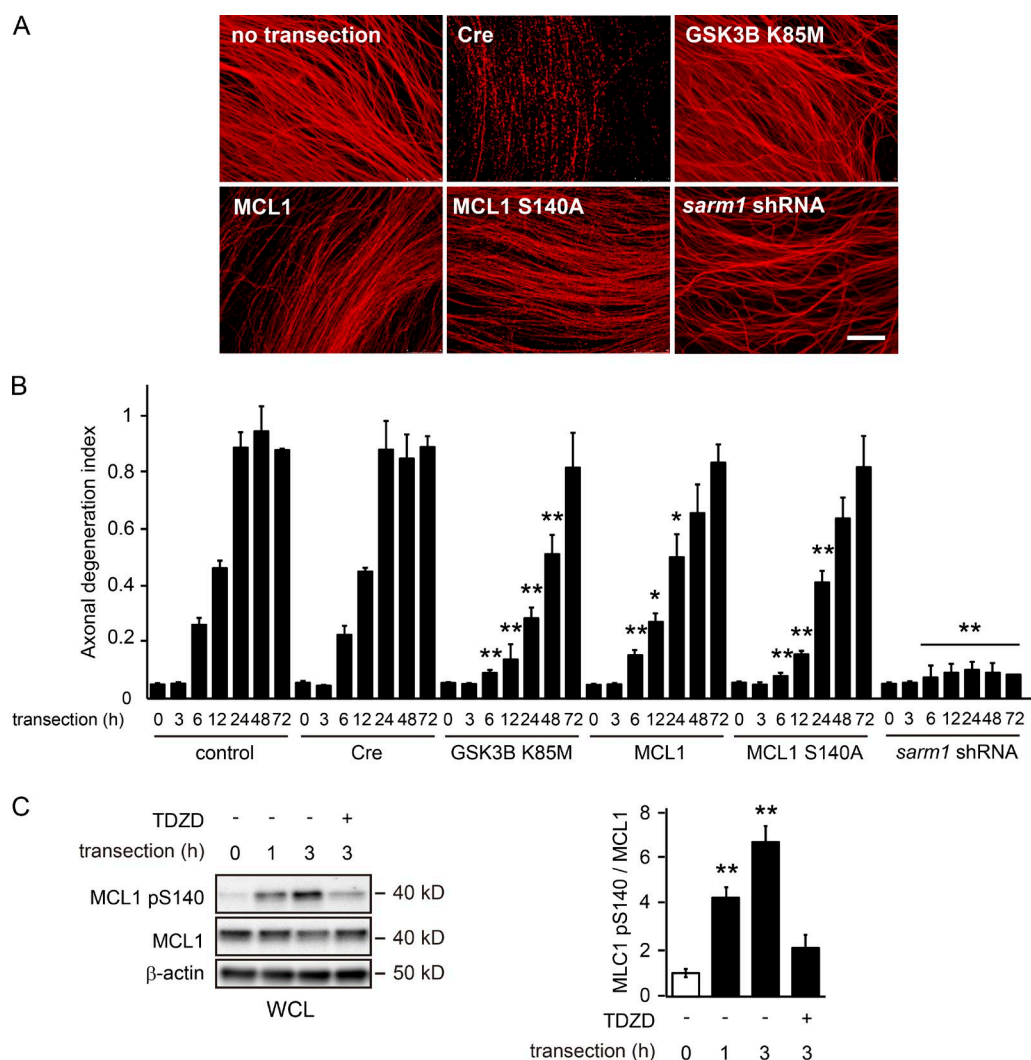 A
no transection Cre GSK3B K85M
MCL1 MCL1 S140A sarm1 shRNA
B
Axonal degeneration index
1
0.8
0.6
0.4
0.2
0
** ** ** **
** * *
** ** **
**
transection (h) 0 3 6 12 24 48 72 0 3 6 12 24 48 72 0 3 6 12 24 48 72 0 3 6 12 24 48 72 0 3 6 12 24 48 72 0 3 6 12 24 48 72
control Cre GSK3B K85M MCL1 MCL1 S140A sarm1 shRNA
C
TDZD - - - +
transection (h) 0 1 3 3
MCL1 pS140 – 40 kD
MCL1 – 40 kD
β-actin – 50 kD
WCL
MLC1 pS140 / MCL1
8
6
4
2
0
** **
TDZD - - - +
transection (h) 0 1 3 3